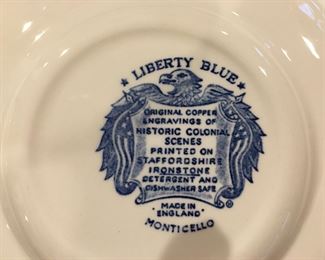 ★ LIBERTY BLUE ★
ORIGINAL COPPER
ENGRAVINGS OF
HISTORIC COLONIAL
SCENES
PRINTED ON
STAFFORDSHIRE
IRONSTONE
DETERGENT AND
DISHWASHER SAFE
· MADE IN
ENGLAND · ®
MONTICELLO